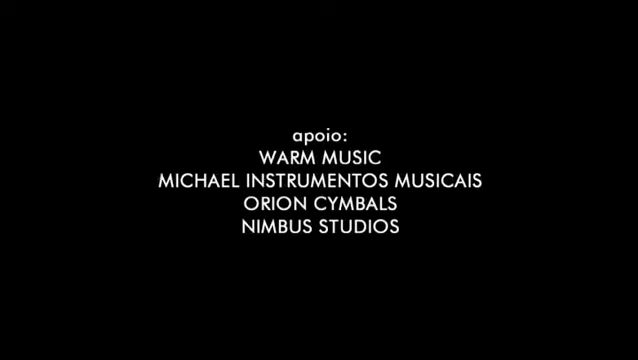 apoio:
WARM MUSIC
MICHAEL INSTRUMENTOS MUSICAIS
ORION CYMBALS
NIMBUS STUDIOS